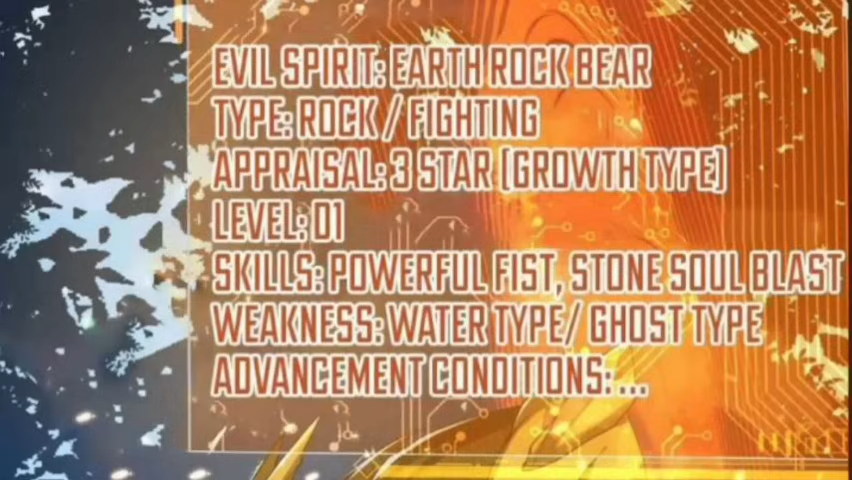 EVIL SPIRIT: EARTH ROCK BEAR
TYPE: ROCK / FIGHTING
APPRAISAL: 3 STAR [GROWTH TYPE]
LEVEL: 01
SKILLS: POWERFUL FIST, STONE SOUL BLAST
WEAKNESS: WATER TYPE/ GHOST TYPE
ADVANCEMENT CONDITIONS: ...